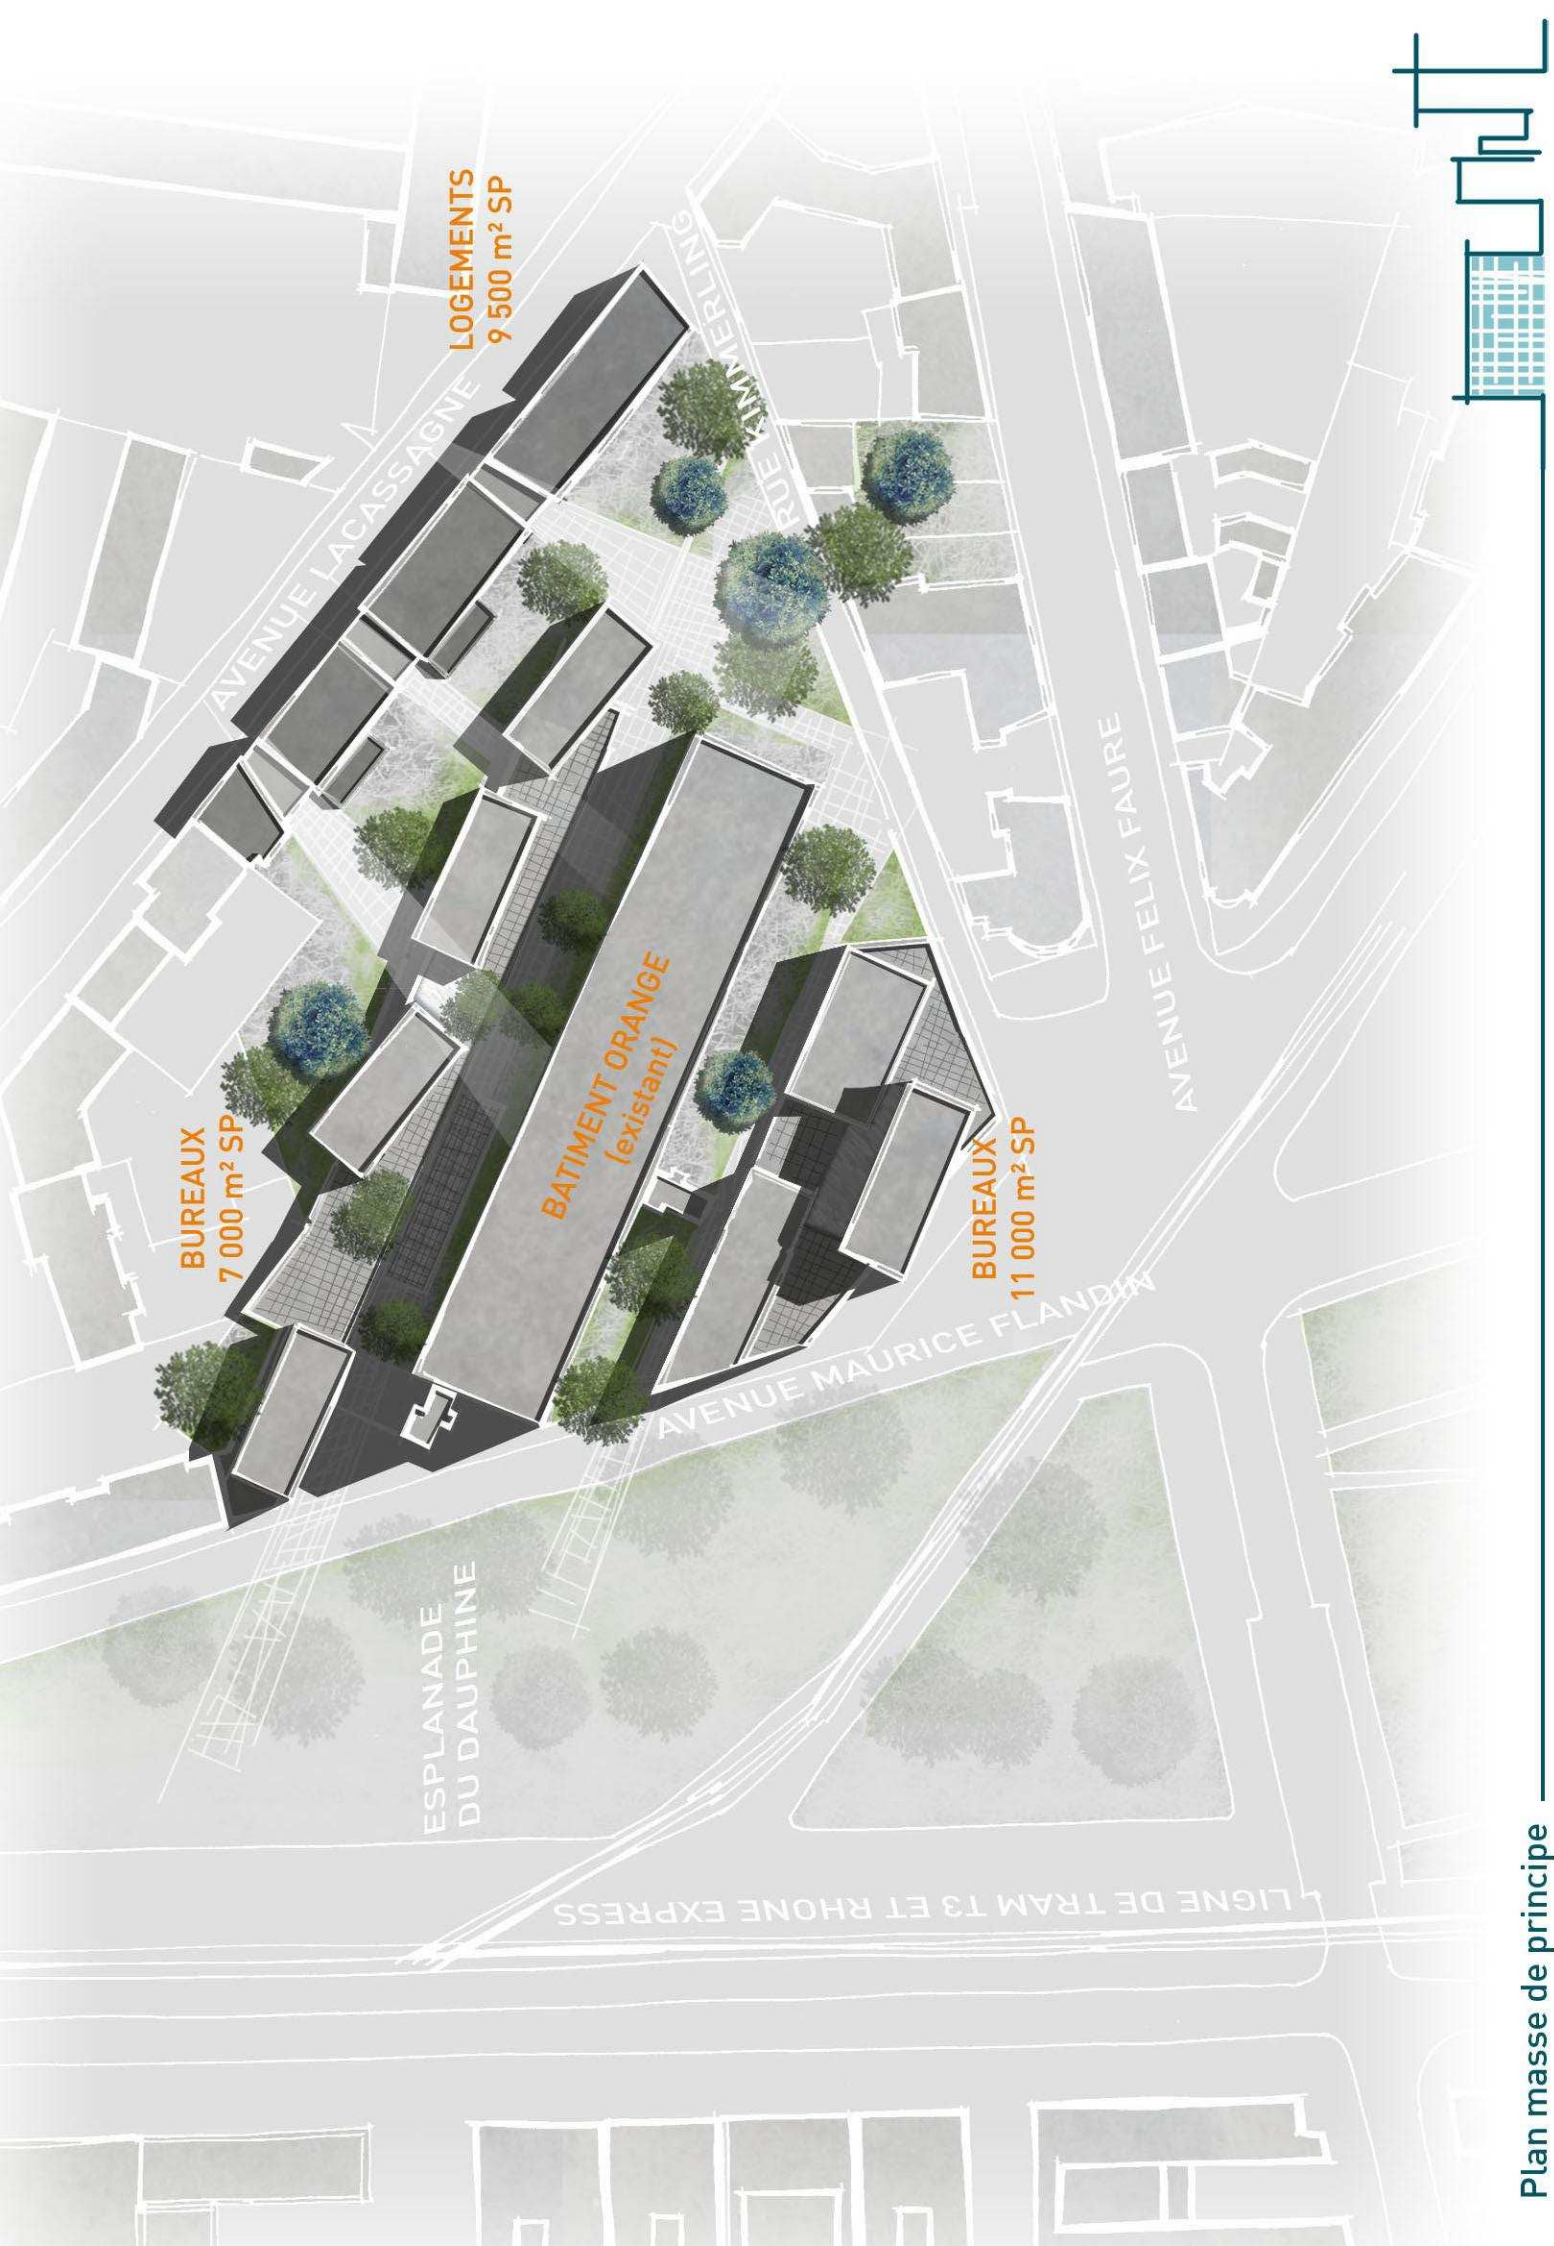 LOGEMENTS
9 500 m² SP
AVENUE LACASSAGNE
RUE KIMMERLING
BUREAUX
7 000 m² SP
BATIMENT ORANGE
(existant)
BUREAUX
11 000 m² SP
AVENUE FELIX FAURE
AVENUE MAURICE FLANDIN
ESPLANADE
DU DAUPHINE
LIGNE DE TRAM T3 ET RHONE EXPRESS
Plan masse de principe